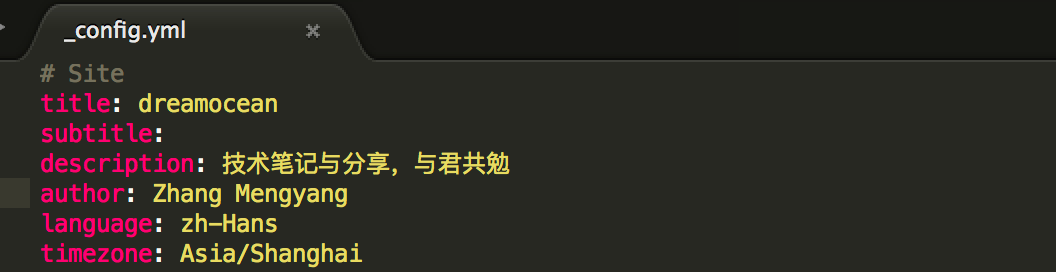 _config.yml
# Site
title: dreamocean
subtitle:
description: 技术笔记与分享，与君共勉
author: Zhang Mengyang
language: zh-Hans
timezone: Asia/Shanghai